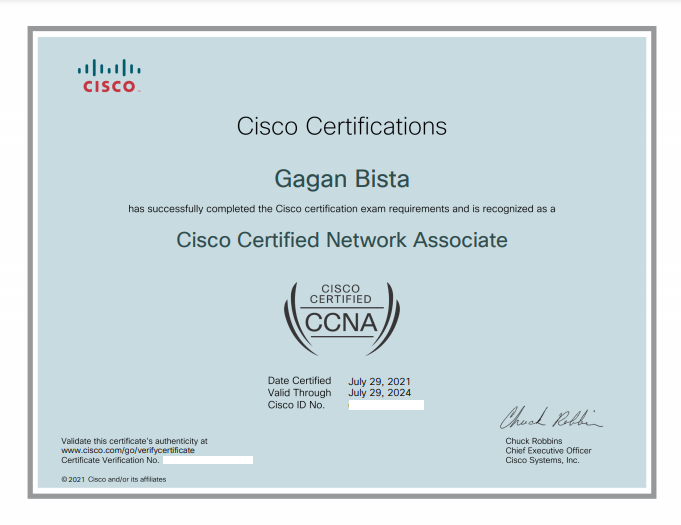 CISCO
Cisco Certifications
Gagan Bista
has successfully completed the Cisco certification exam requirements and is recognized as a
Cisco Certified Network Associate
CISCO
CERTIFIED
CCNA
Date Certified July 29, 2021
Valid Through July 29, 2024
Cisco ID No.
Chuck Robbins
Validate this certificate's authenticity at
www.cisco.com/go/verifycertificate
Certificate Verification No.
Chuck Robbins
Chief Executive Officer
Cisco Systems, Inc.
©2021 Cisco and/or its affiliates